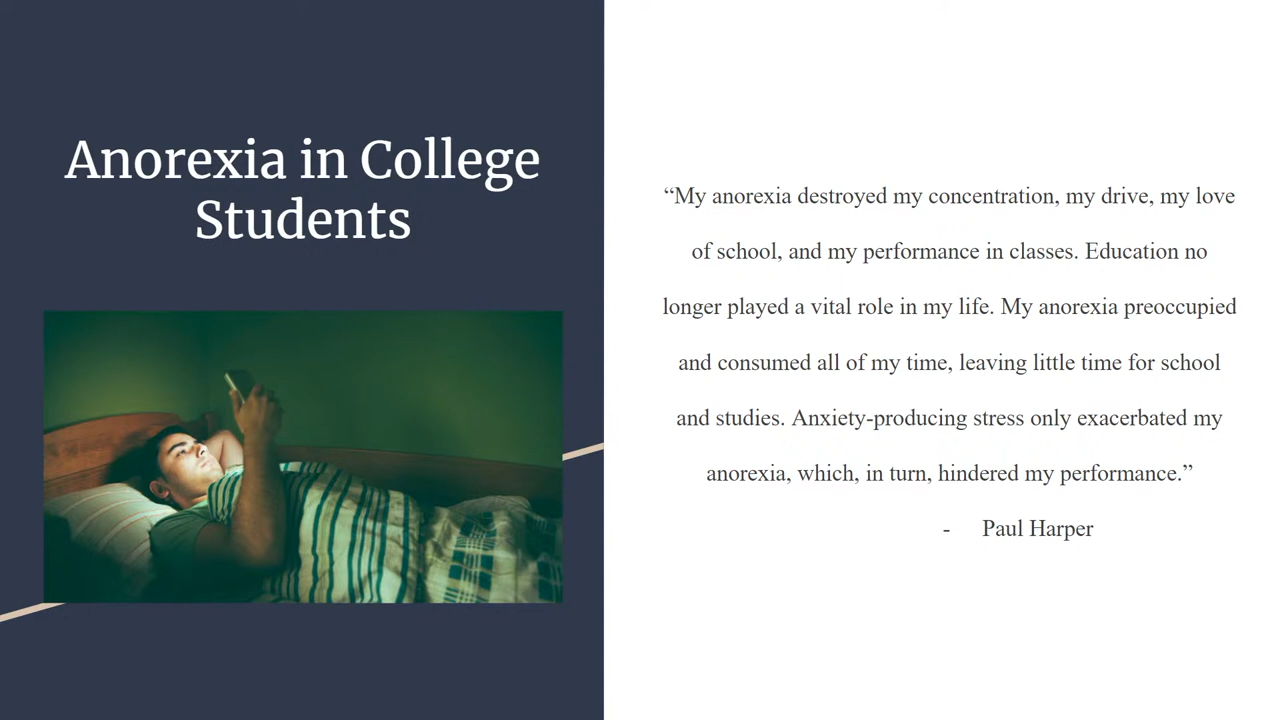 Anorexia in College
Students
“My anorexia destroyed my concentration, my drive, my love
of school, and my performance in classes. Education no
longer played a vital role in my life. My anorexia preoccupied
and consumed all of my time, leaving little time for school
and studies. Anxiety-producing stress only exacerbated my
anorexia, which, in turn, hindered my performance.”
- Paul Harper